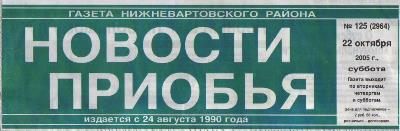 ГАЗЕТА НИЖНЕВАРТОВСКОГО РАЙОНА
НОВОСТИ
ПРИОБЬЯ
издается с 24 августа 1990 года
№ 125 (2964)
22 октября
2005 г.,
суббота
Газета выходит
по вторникам,
четвергам
и субботам.